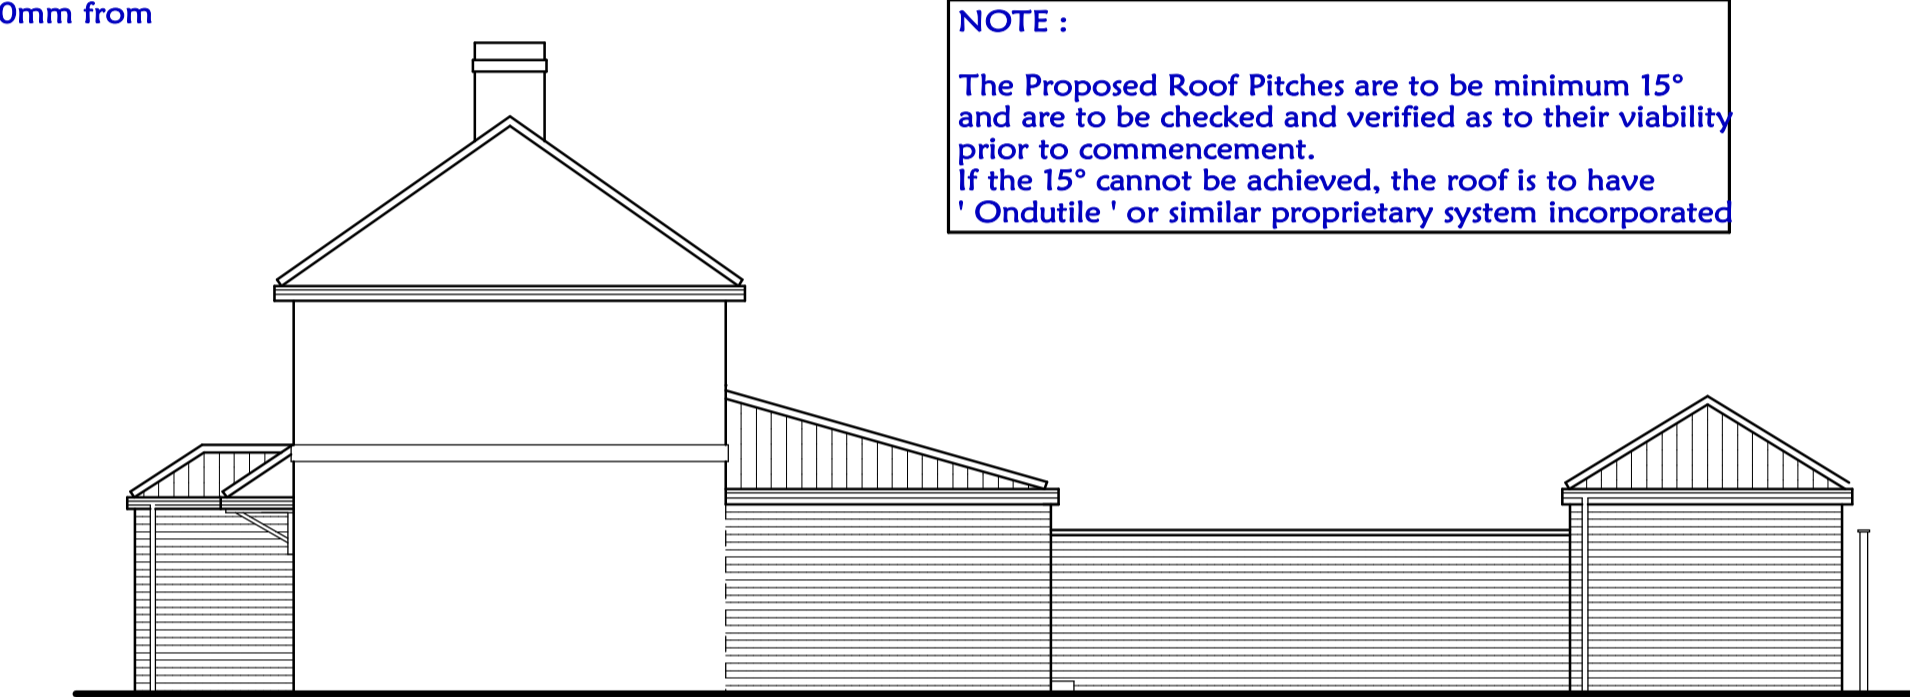 0mm from
NOTE :
The Proposed Roof Pitches are to be minimum 15°
and are to be checked and verified as to their viability
prior to commencement.
If the 15° cannot be achieved, the roof is to have
' Ondutile ' or similar proprietary system incorporated